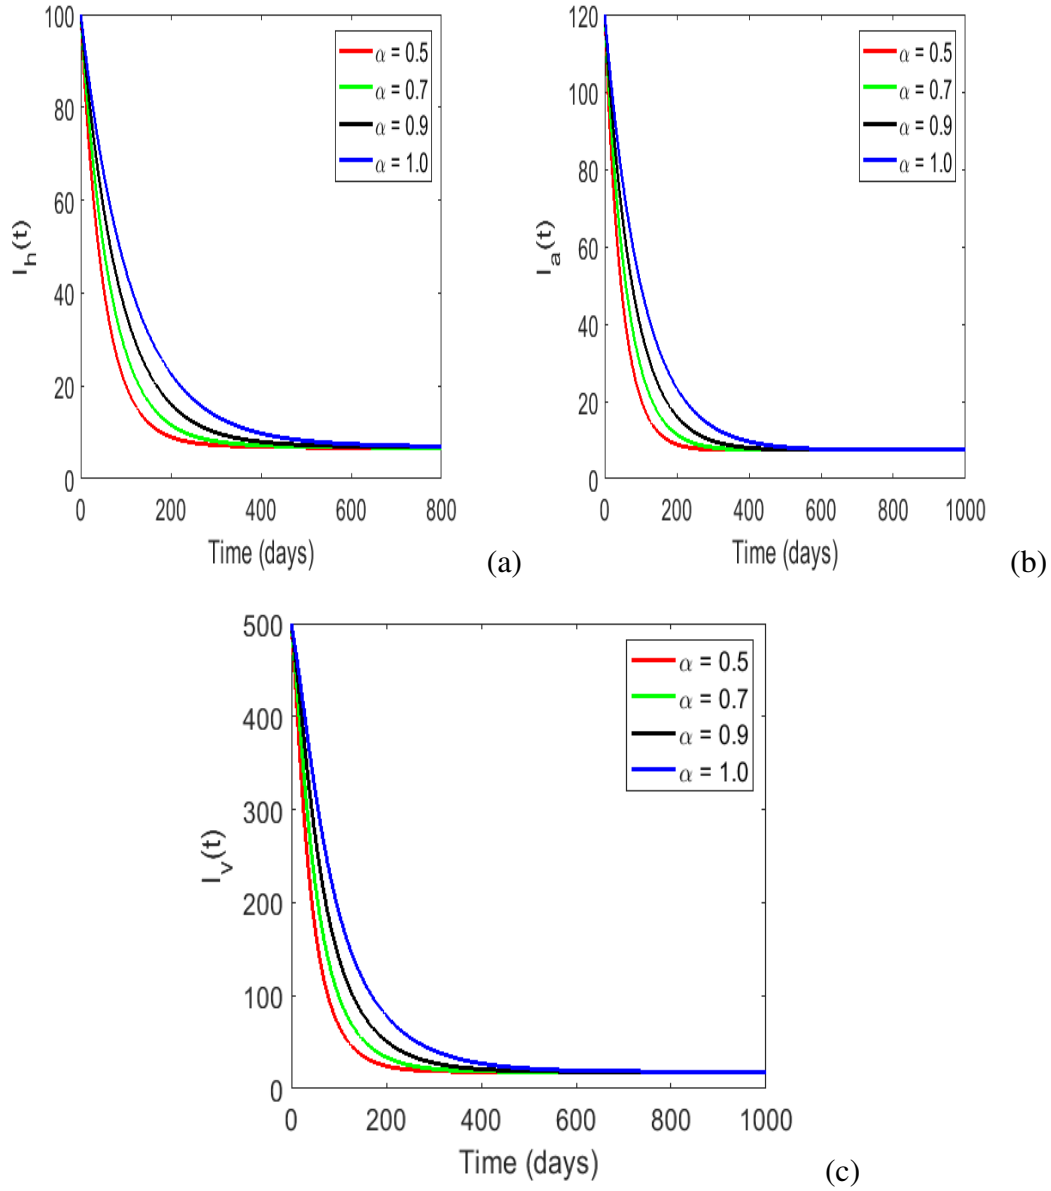 100
80
60
40
20
0
I_h(t)
α = 0.5
α = 0.7
α = 0.9
α = 1.0
0 200 400 600 800
Time (days)
(a)
120
100
80
60
40
20
0
I_a(t)
α = 0.5
α = 0.7
α = 0.9
α = 1.0
0 200 400 600 800 1000
Time (days)
(b)
500
400
300
200
100
0
I_v(t)
α = 0.5
α = 0.7
α = 0.9
α = 1.0
0 200 400 600 800 1000
Time (days)
(c)